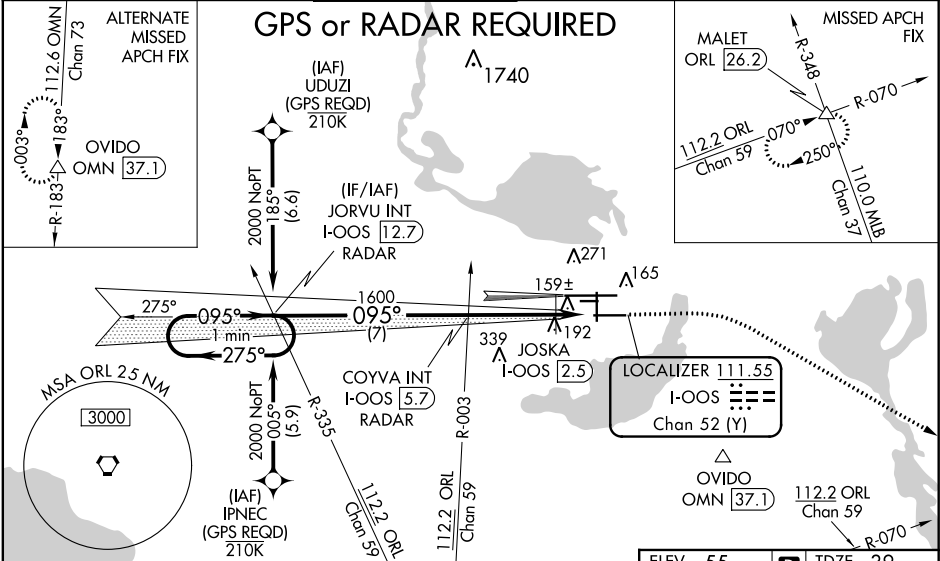 GPS or RADAR REQUIRED
ALTERNATE
MISSED
APCH FIX
112.6 OMN
Chan 73
003°
183°
R-183
OVIDO
OMN 37.1
1740
MISSED APCH
FIX
MALET
ORL 26.2
R-348
R-070
112.2 ORL
Chan 59
070°
250°
110.0 MLB
Chan 37
(IAF)
UDUZI
(GPS REQD)
210K
2000 NoPT
185°
(6.6)
(IF/IAF)
JORVU INT
I-OOS 12.7
RADAR
271
165
159±
192
339
275°
095°
1 min
275°
1600
095°
(7)
JOSKA
I-OOS 2.5
COYVA INT
I-OOS 5.7
RADAR
LOCALIZER 111.55
I-OOS
Chan 52 (Y)
MSA ORL 25 NM
3000
2000 NoPT
005°
(5.9)
R-335
112.2 ORL
Chan 59
R-003
112.2 ORL
Chan 59
(IAF)
IPNEC
(GPS REQD)
210K
OVIDO
OMN 37.1
112.2 ORL
Chan 59
R-070
ELEV 55
D
TDZE 39